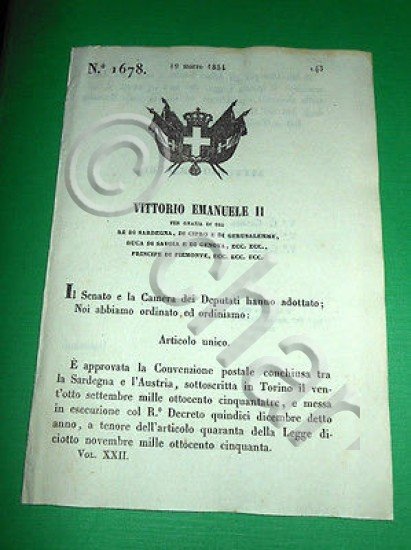 N.° 1678.
19 marzo 1854
VITTORIO EMANUELE II
PER GRAZIA DI DIO
RE DI SARDEGNA, DI CIPRO E DI GERUSALEMME,
DUCA DI SAVOIA E DI GENOVA, ECC. ECC.,
PRINCIPE DI PIEMONTE, ECC. ECC. ECC.
Il Senato e la Camera dei Deputati hanno adottato;
Noi abbiamo ordinato, ed ordiniamo:
Articolo unico.
È approvata la Convenzione postale conchiusa tra
la Sardegna e l'Austria, sottoscritta in Torino il vent'
otto settembre mille ottocento cinquantatre, e messa
in esecuzione col R.° Decreto quindici dicembre detto
anno, a tenore dell'articolo quaranta della Legge di-
ciotto novembre mille ottocento cinquanta.
VOL. XXII.